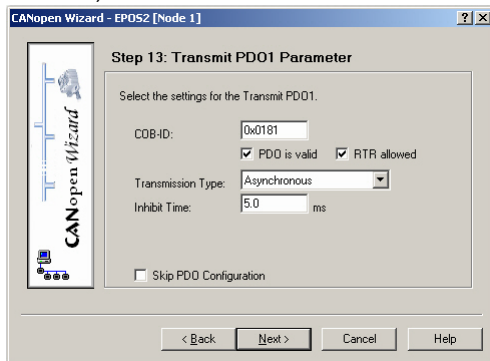 CANopen Wizard - EPOS2 [Node 1]
Step 13: Transmit PDO1 Parameter
CANopen Wizard
Select the settings for the Transmit PDO1.
COB-ID: 0x0181
PDO is valid RTR allowed
Transmission Type: Asynchronous
Inhibit Time: 5.0 ms
Skip PDO Configuration
< Back Next > Cancel Help